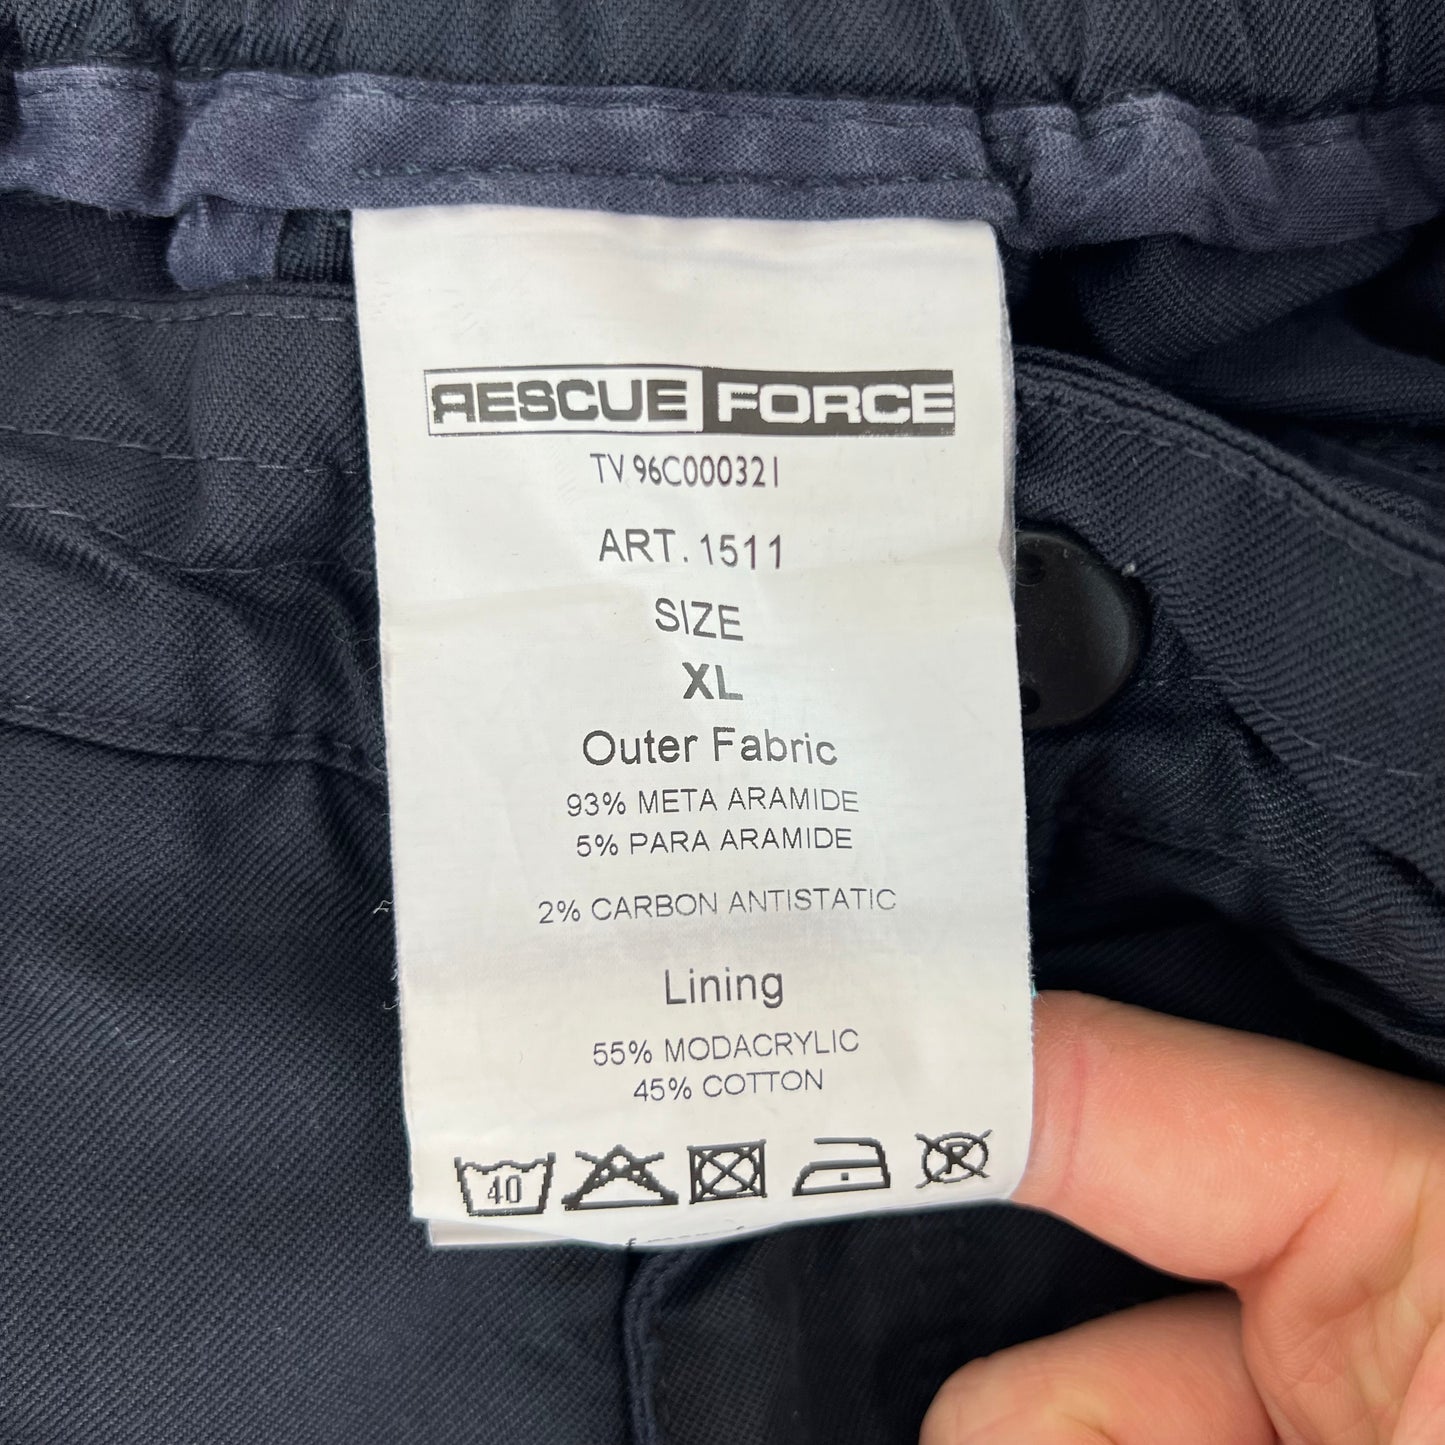 RESCUE FORCE
TV 96C000321
ART. 1511
SIZE
XL
Outer Fabric
93% META ARAMIDE
5% PARA ARAMIDE
2% CARBON ANTISTATIC
Lining
55% MODACRYLIC
45% COTTON
40 R